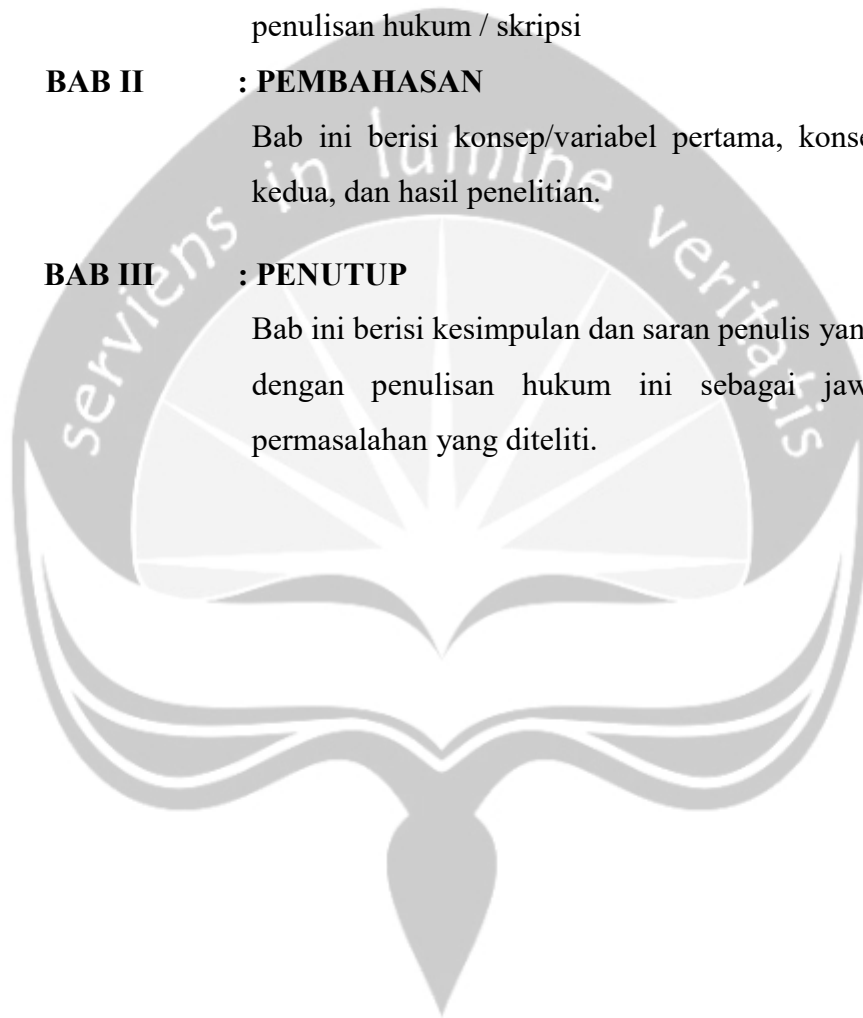 penulisan hukum / skripsi
BAB II : PEMBAHASAN
Bab ini berisi konsep/variabel pertama, konse
kedua, dan hasil penelitian.
BAB III : PENUTUP
Bab ini berisi kesimpulan dan saran penulis yan
dengan penulisan hukum ini sebagai jaw
permasalahan yang diteliti.
serviens in lumine veritatis